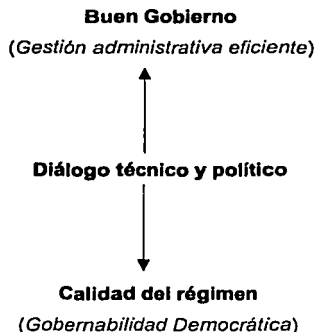 Buen Gobierno
(Gestión administrativa eficiente)
Diálogo técnico y político
Calidad del régimen
(Gobernabilidad Democrática)